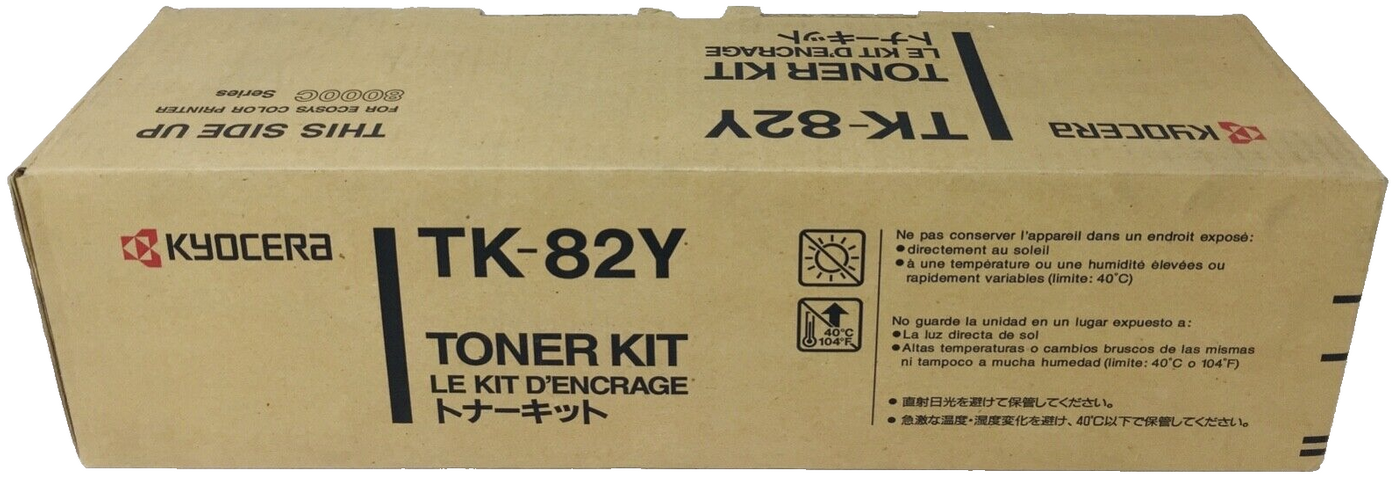 トナーキット
LE KIT D'ENCRAGE
TONER KIT
TK-82Y
KYOCERA
Series
8000C
FOR ECOSYS COLOR PRINTER
THIS SIDE UP
KYOCERA
TK-82Y
TONER KIT
LE KIT D'ENCRAGE
トナーキット
40°C
104°F
Ne pas conserver l'appareil dans un endroit exposé:
●directement au soleil
●à une température ou une humidité élevées ou
rapidement variables (limite: 40°C)
No guarde la unidad en un lugar expuesto a:
●La luz directa de sol
●Altas temperaturas o cambios bruscos de las mismas
ni tampoco a mucha humedad (limite: 40°C o 104°F)
● 直射日光を避けて保管してください。
● 急激な温度・湿度変化を避け、40℃以下で保管してください。